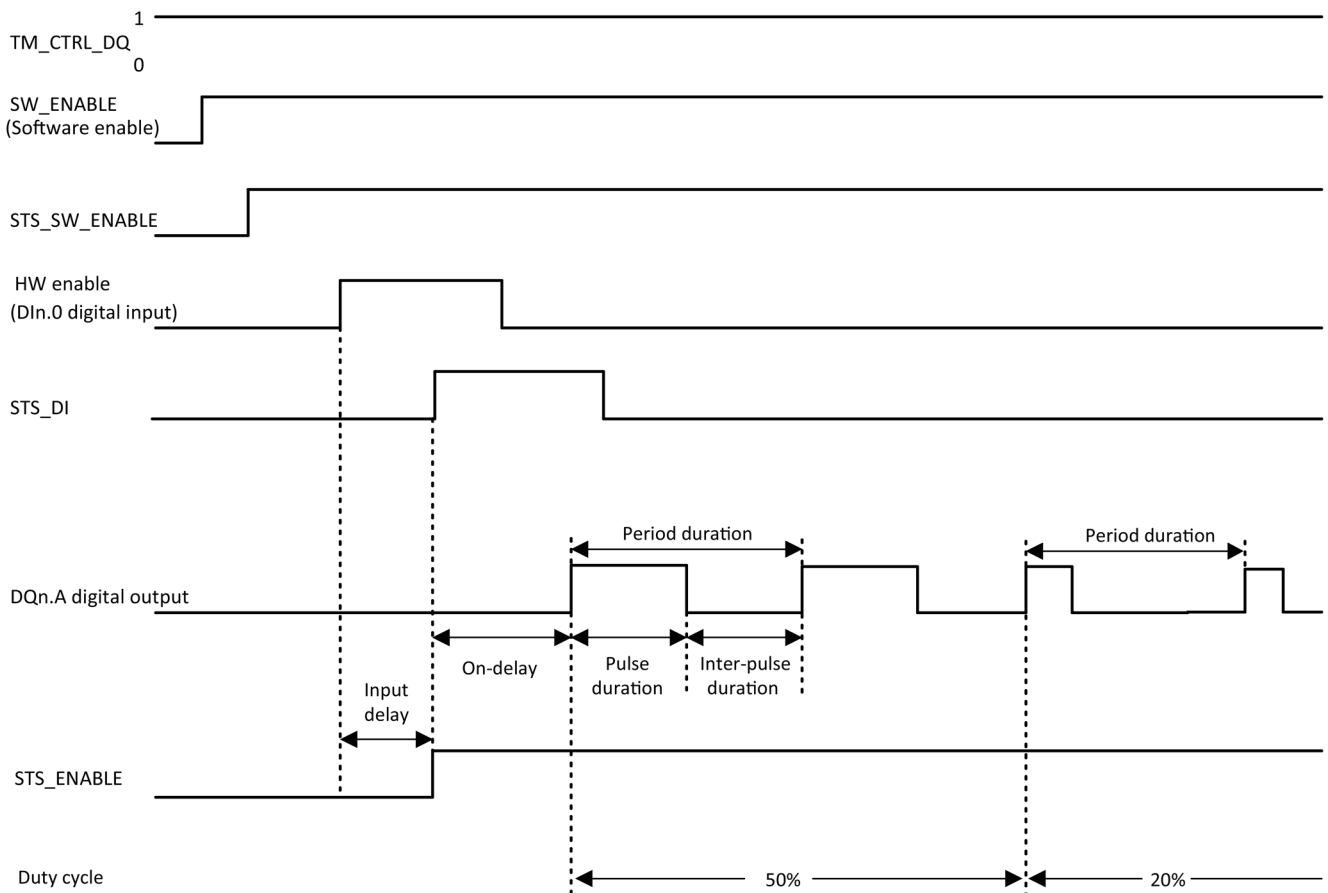 1
TM_CTRL_DQ
0
SW_ENABLE
(Software enable)
STS_SW_ENABLE
HW enable
(DIn.0 digital input)
STS_DI
Period duration
Period duration
DQn.A digital output
On-delay
Pulse
duration
Inter-pulse
duration
Input
delay
STS_ENABLE
Duty cycle
50%
20%